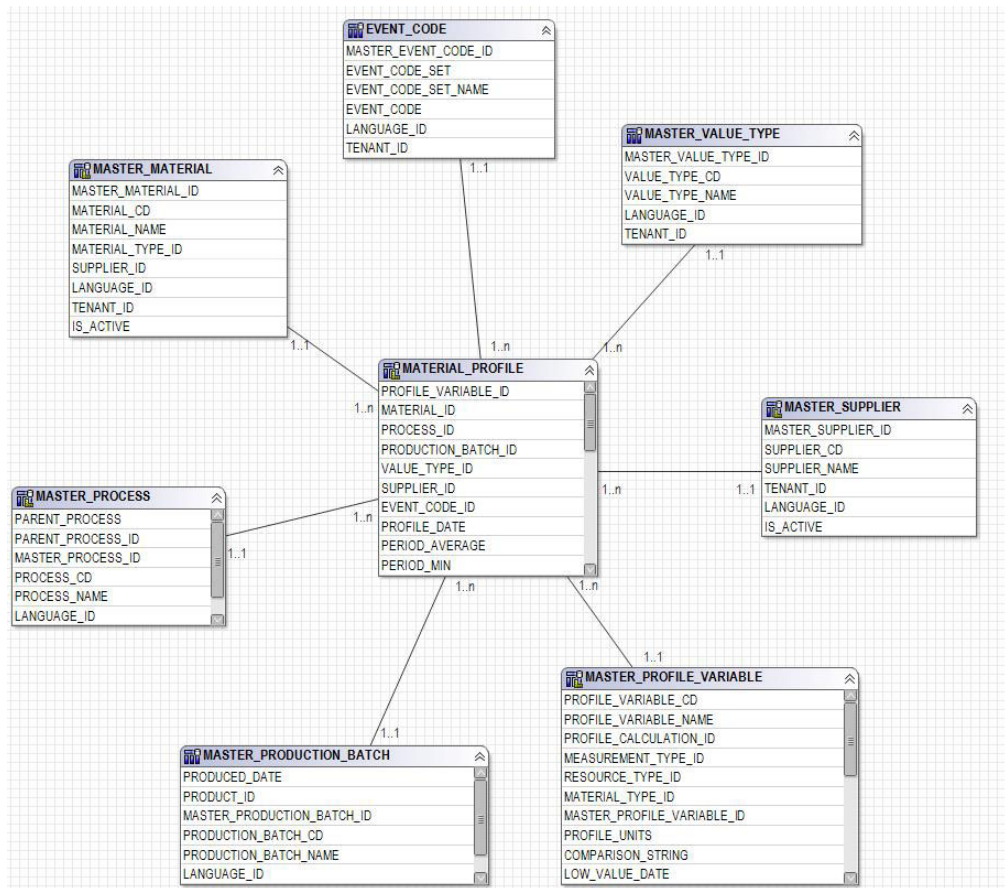 EVENT_CODE
MASTER_EVENT_CODE_ID
EVENT_CODE_SET
EVENT_CODE_SET_NAME
EVENT_CODE
LANGUAGE_ID
TENANT_ID
1..1
MASTER_VALUE_TYPE
MASTER_VALUE_TYPE_ID
VALUE_TYPE_CD
VALUE_TYPE_NAME
LANGUAGE_ID
TENANT_ID
1..1
MASTER_MATERIAL
MASTER_MATERIAL_ID
MATERIAL_CD
MATERIAL_NAME
MATERIAL_TYPE_ID
SUPPLIER_ID
LANGUAGE_ID
TENANT_ID
IS_ACTIVE
1..1
1..n
1..n
1..n
MATERIAL_PROFILE
PROFILE_VARIABLE_ID
MATERIAL_ID
PROCESS_ID
PRODUCTION_BATCH_ID
VALUE_TYPE_ID
SUPPLIER_ID
EVENT_CODE_ID
PROFILE_DATE
PERIOD_AVERAGE
PERIOD_MIN
1..n
1..1
MASTER_SUPPLIER
MASTER_SUPPLIER_ID
SUPPLIER_CD
SUPPLIER_NAME
TENANT_ID
LANGUAGE_ID
IS_ACTIVE
MASTER_PROCESS
PARENT_PROCESS
PARENT_PROCESS_ID
MASTER_PROCESS_ID
PROCESS_CD
PROCESS_NAME
LANGUAGE_ID
1..1
1..n
1..n
1..n
1..1
1..1
MASTER_PRODUCTION_BATCH
PRODUCED_DATE
PRODUCT_ID
MASTER_PRODUCTION_BATCH_ID
PRODUCTION_BATCH_CD
PRODUCTION_BATCH_NAME
LANGUAGE_ID
MASTER_PROFILE_VARIABLE
PROFILE_VARIABLE_CD
PROFILE_VARIABLE_NAME
PROFILE_CALCULATION_ID
MEASUREMENT_TYPE_ID
RESOURCE_TYPE_ID
MATERIAL_TYPE_ID
MASTER_PROFILE_VARIABLE_ID
PROFILE_UNITS
COMPARISON_STRING
LOW_VALUE_DATE